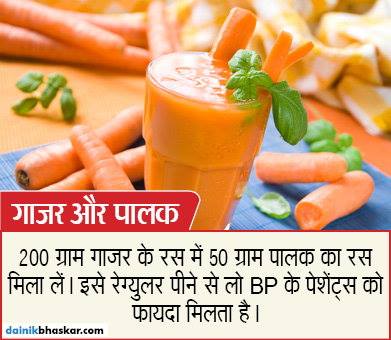 गाजर और पालक
200 ग्राम गाजर के रस में 50 ग्राम पालक का रस
मिला लें। इसे रेग्युलर पीने से लो BP के पेशेंट्स को
फायदा मिलता है।
dainikbhaskar.com